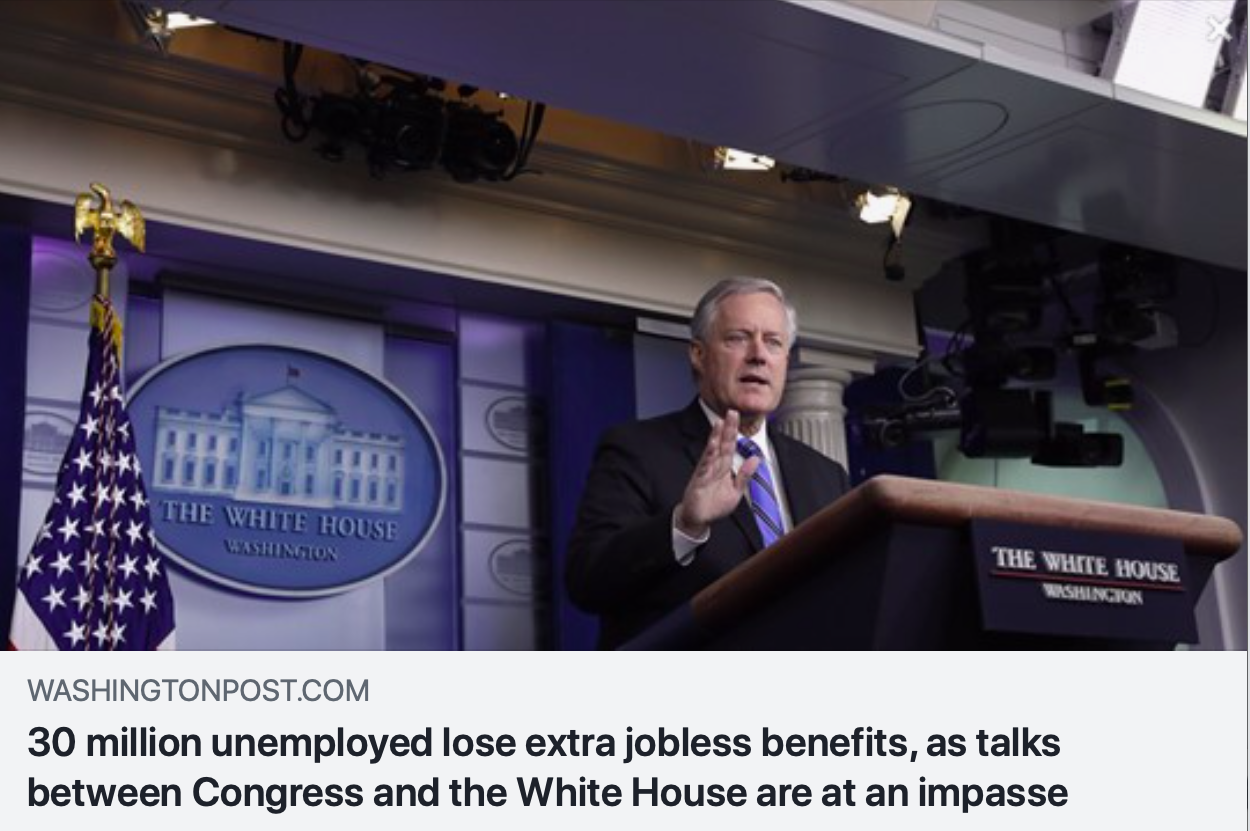 THE WHITE HOUSE
WASHINGTON
THE WHITE HOUSE
WASHINGTON
WASHINGTONPOST.COM
30 million unemployed lose extra jobless benefits, as talks
between Congress and the White House are at an impasse